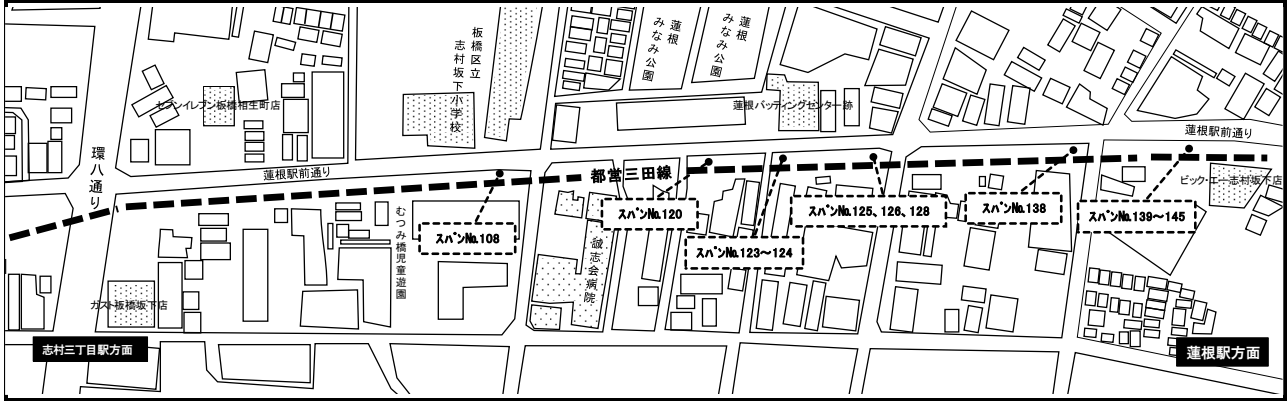 板橋区立
志村坂下小学校
蓮根
みなみ公園
蓮根
みなみ公園
セブンイレブン板橋相生町店
蓮根バッティングセンター跡
環八通り
蓮根駅前通り
都営三田線
蓮根駅前通り
ビック・エー志村坂下店
スパンNo.108
むつみ橋児童遊園
誠志会病院
スパンNo.120
スパンNo.123～124
スパンNo.125、126、128
スパンNo.138
スパンNo.139～145
ガスト板橋坂下店
志村三丁目駅方面
蓮根駅方面